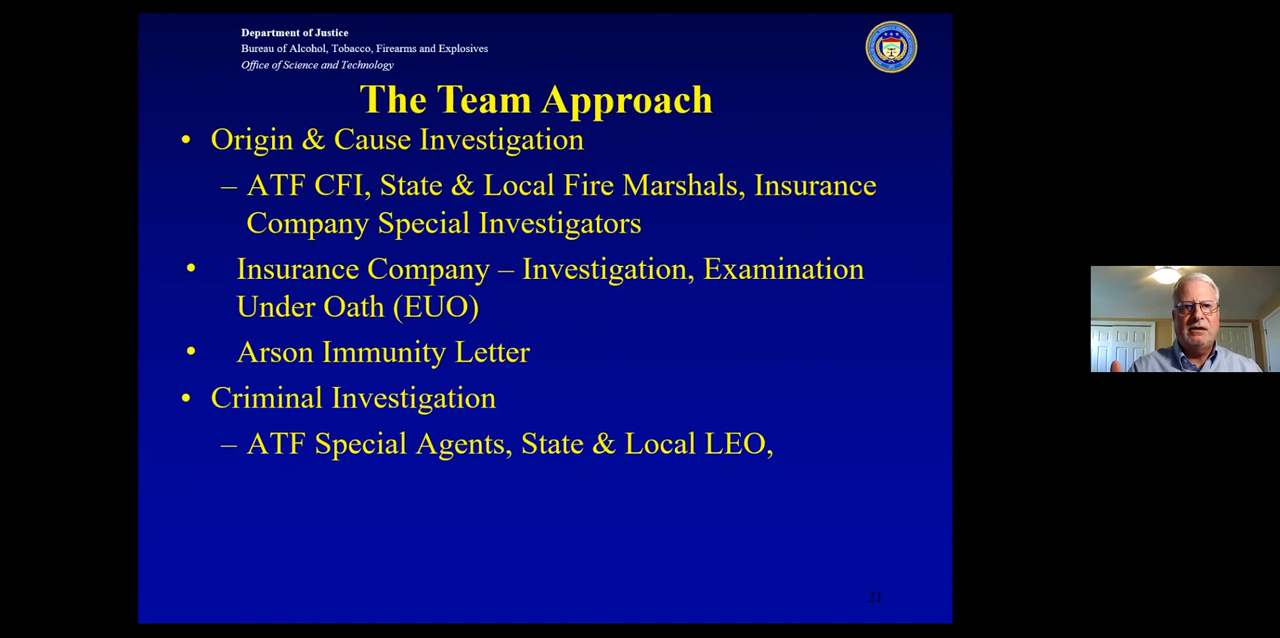 Department of Justice
Bureau of Alcohol, Tobacco, Firearms and Explosives
Office of Science and Technology
The Team Approach
• Origin & Cause Investigation
– ATF CFI, State & Local Fire Marshals, Insurance
Company Special Investigators
• Insurance Company – Investigation, Examination
Under Oath (EUO)
• Arson Immunity Letter
• Criminal Investigation
– ATF Special Agents, State & Local LEO,
21